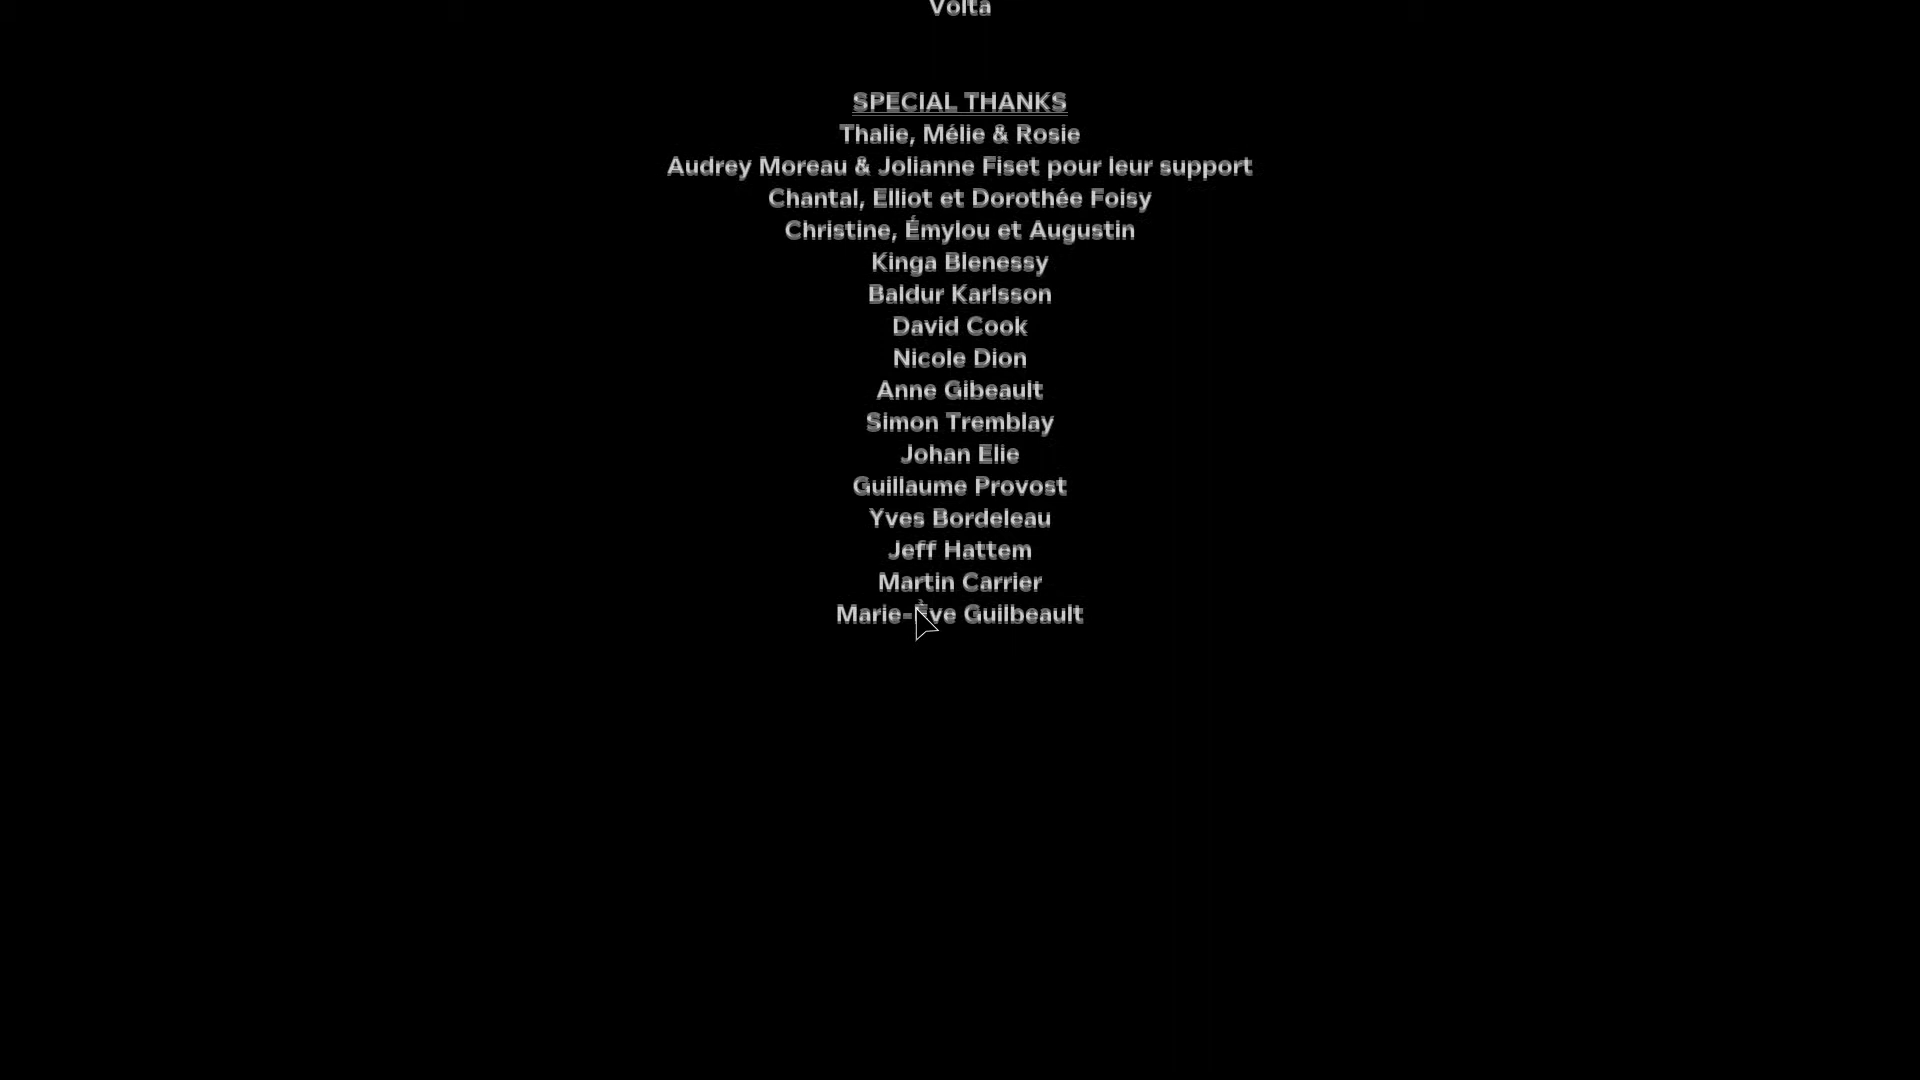 Volta
SPECIAL THANKS
Thalie, Mélie & Rosie
Audrey Moreau & Jolianne Fiset pour leur support
Chantal, Elliot et Dorothée Foisy
Christine, Émylou et Augustin
Kinga Blenessy
Baldur Karlsson
David Cook
Nicole Dion
Anne Gibeault
Simon Tremblay
Johan Elie
Guillaume Provost
Yves Bordeleau
Jeff Hattem
Martin Carrier
Marie-Ève Guilbeault